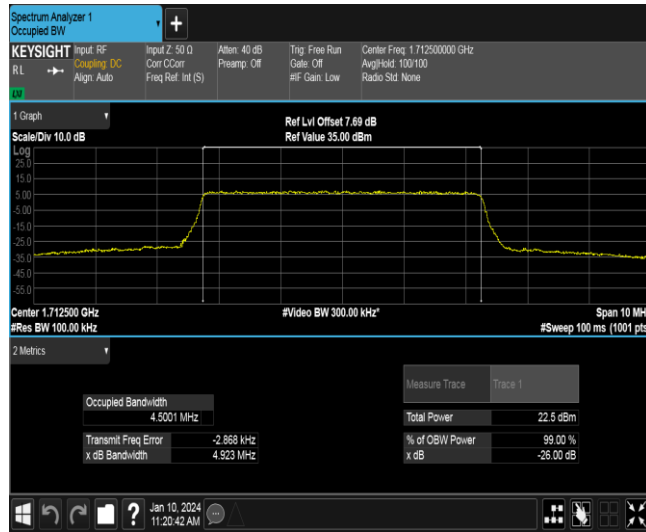 Spectrum Analyzer 1
Occupied BW
KEYSIGHT
Input: RF
Coupling: DC
Align: Auto
Input Z: 50 Ω
Corr CCorr
Freq Ref: Int (S)
Atten: 40 dB
Preamp: Off
Trig: Free Run
Gate: Off
#IF Gain: Low
Center Freq: 1.712500000 GHz
Avg|Hold: 100/100
Radio Std: None
RL
LXI
1 Graph
Scale/Div 10.0 dB
Ref Lvl Offset 7.69 dB
Ref Value 35.00 dBm
Log
25.0
15.0
5.00
-5.00
-15.0
-25.0
-35.0
-45.0
-55.0
Center 1.712500 GHz
#Res BW 100.00 kHz
#Video BW 300.00 kHz*
Span 10 MH
#Sweep 100 ms (1001 pts
2 Metrics
Occupied Bandwidth
4.5001 MHz
Transmit Freq Error -2.868 kHz
x dB Bandwidth 4.923 MHz
Measure Trace Trace 1
Total Power 22.5 dBm
% of OBW Power 99.00 %
x dB -26.00 dB
Jan 10, 2024
11:20:42 AM